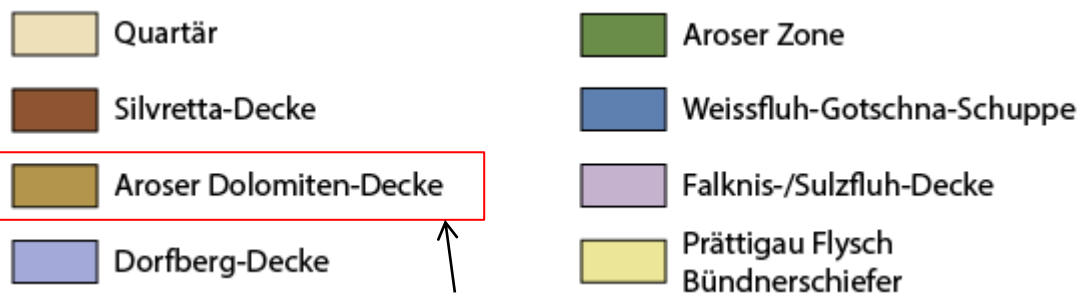 Quartär
Silvretta-Decke
Aroser Dolomiten-Decke
Dorfberg-Decke
Aroser Zone
Weissfluh-Gotschna-Schuppe
Falknis-/Sulzfluh-Decke
Prättigau Flysch
Bündnerschiefer